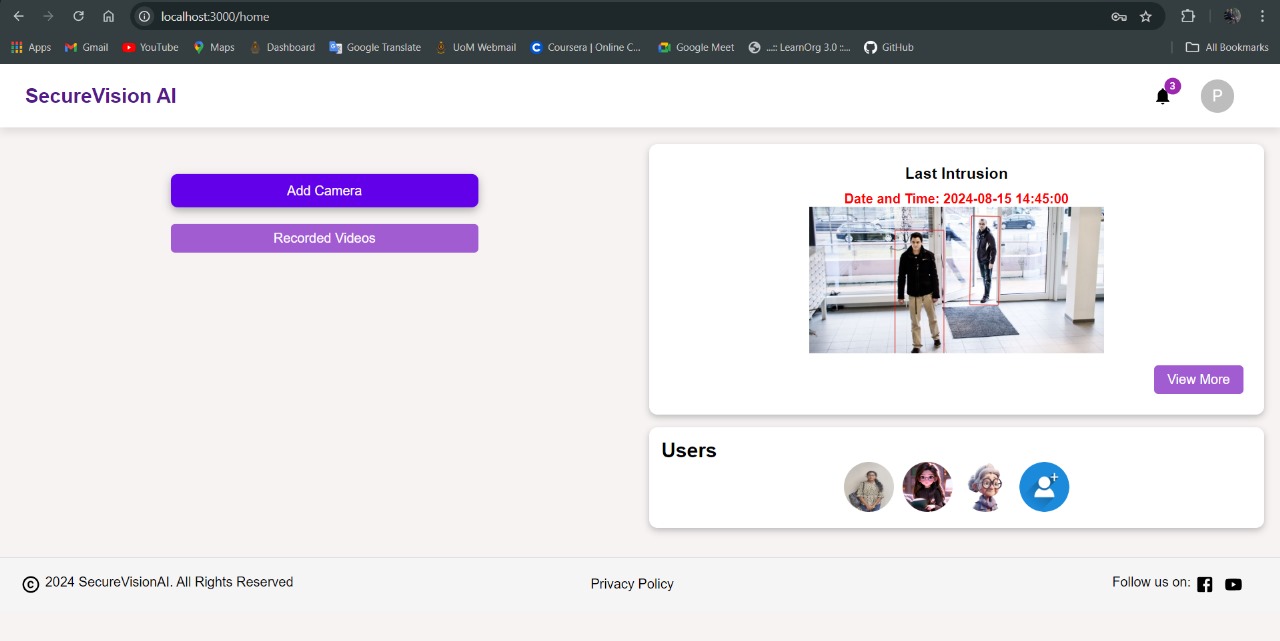 localhost:3000/home
Apps
Gmail
YouTube
Maps
Dashboard
Google Translate
UoM Webmail
Coursera | Online C...
Google Meet
...:: LearnOrg 3.0 ::...
GitHub
All Bookmarks
SecureVision AI
3
P
Add Camera
Recorded Videos
Last Intrusion
Date and Time: 2024-08-15 14:45:00
View More
Users
© 2024 SecureVisionAI. All Rights Reserved
Privacy Policy
Follow us on: